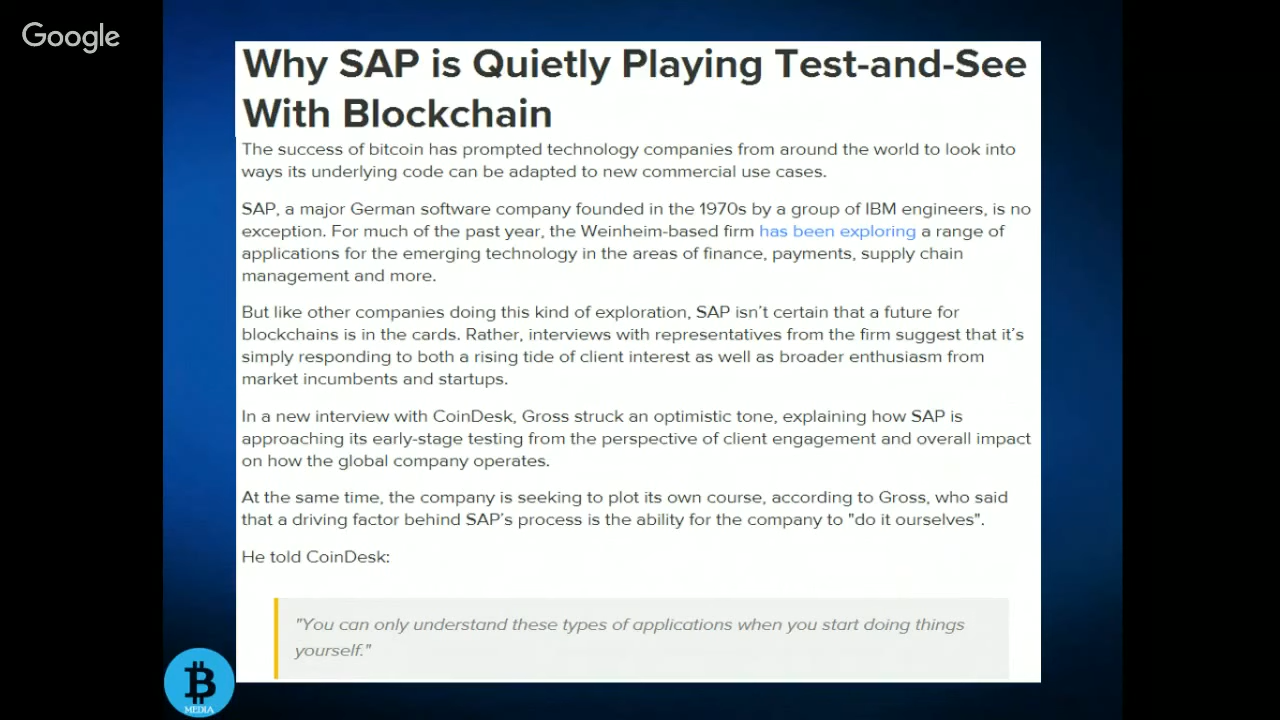 Google
Why SAP is Quietly Playing Test-and-See
With Blockchain
The success of bitcoin has prompted technology companies from around the world to look into
ways its underlying code can be adapted to new commercial use cases.
SAP, a major German software company founded in the 1970s by a group of IBM engineers, is no
exception. For much of the past year, the Weinheim-based firm has been exploring a range of
applications for the emerging technology in the areas of finance, payments, supply chain
management and more.
But like other companies doing this kind of exploration, SAP isn’t certain that a future for
blockchains is in the cards. Rather, interviews with representatives from the firm suggest that it’s
simply responding to both a rising tide of client interest as well as broader enthusiasm from
market incumbents and startups.
In a new interview with CoinDesk, Gross struck an optimistic tone, explaining how SAP is
approaching its early-stage testing from the perspective of client engagement and overall impact
on how the global company operates.
At the same time, the company is seeking to plot its own course, according to Gross, who said
that a driving factor behind SAP’s process is the ability for the company to "do it ourselves".
He told CoinDesk:
"You can only understand these types of applications when you start doing things
yourself."
MEDIA